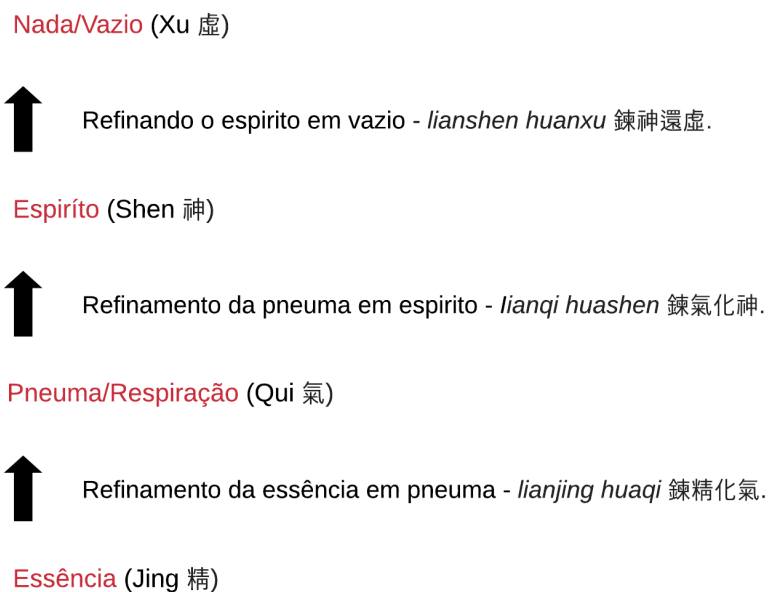 Nada/Vazio (Xu 虛)
Refinando o espirito em vazio - lianshen huanxu 鍊神還虛.
Espiríto (Shen 神)
Refinamento da pneuma em espirito - lianqi huashen 鍊氣化神.
Pneuma/Respiração (Qui 氣)
Refinamento da essência em pneuma - lianjing huaqi 鍊精化氣.
Essência (Jing 精)